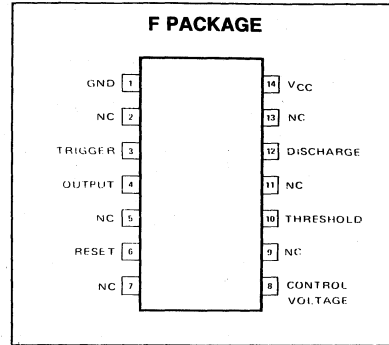 F PACKAGE
GND 1
NC 2
TRIGGER 3
OUTPUT 4
NC 5
RESET 6
NC 7
14 VCC
13 NC
12 DISCHARGE
11 NC
10 THRESHOLD
9 NC
8 CONTROL
VOLTAGE